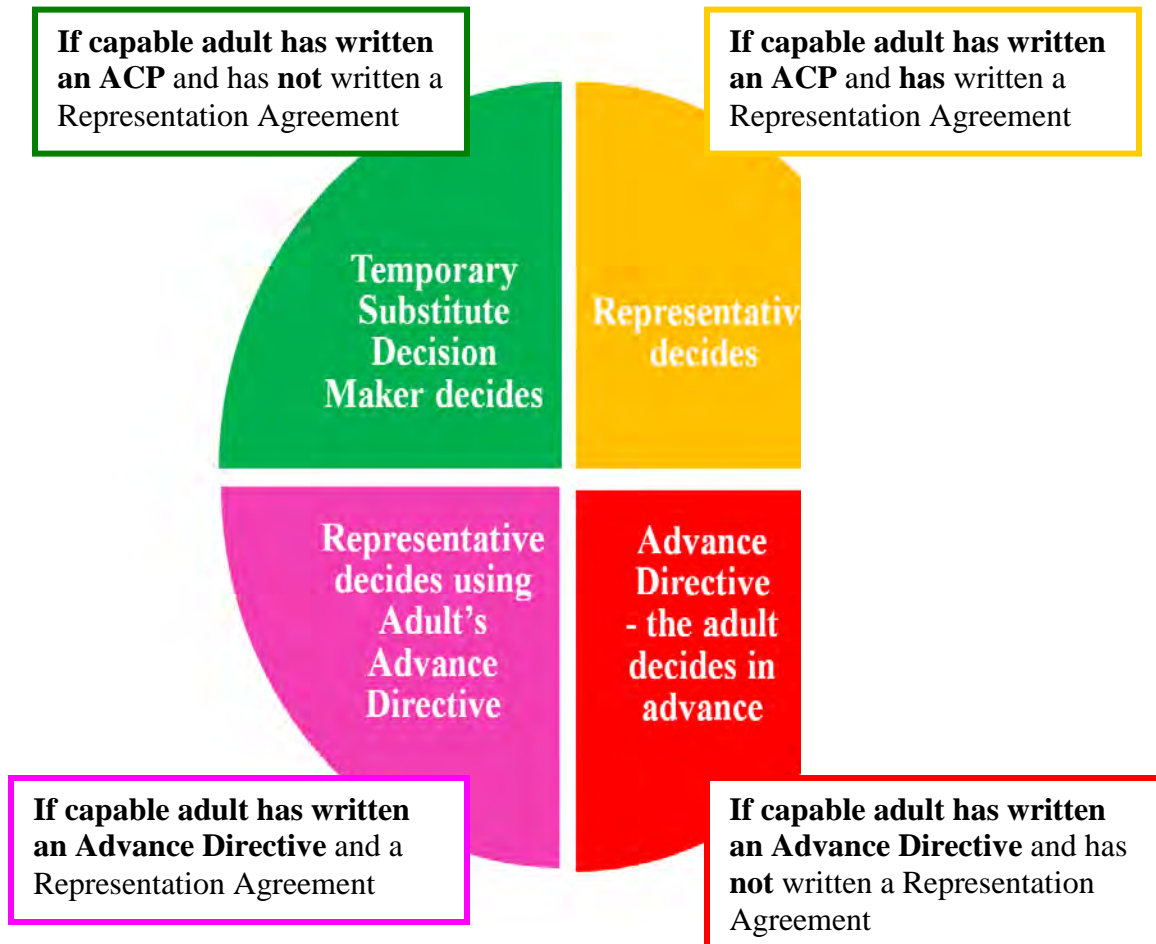 If capable adult has written
an ACP and has not written a
Representation Agreement
If capable adult has written
an ACP and has written a
Representation Agreement
Temporary
Substitute
Decision
Maker decides
Representative
decides
Representative
decides using
Adult’s
Advance
Directive
Advance
Directive
- the adult
decides in
advance
If capable adult has written
an Advance Directive and a
Representation Agreement
If capable adult has written
an Advance Directive and has
not written a Representation
Agreement